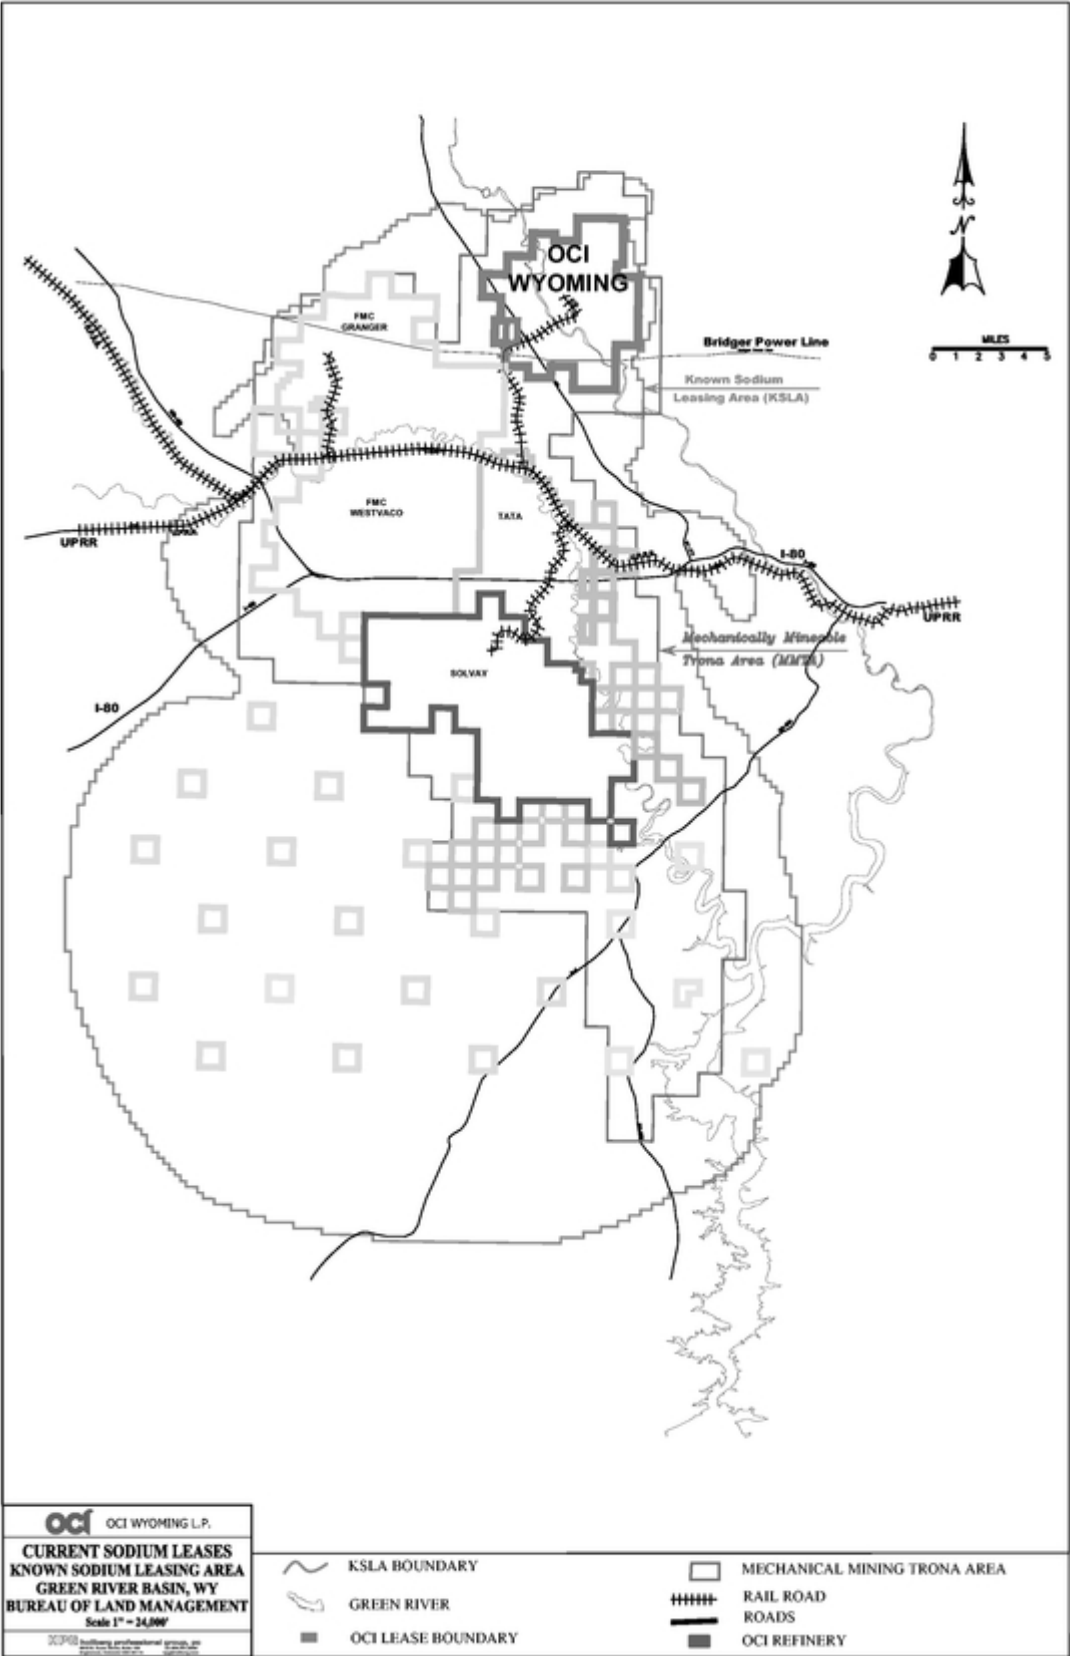 OCI
WYOMING
FMC
GRANGER
Bridger Power Line
MILES
0 1 2 3 4 5
N
Known Sodium
Leasing Area (KSLA)
FMC
WESTVACO
TATA
UPRR
I-80
UPRR
Mechanically Mineable
Trona Area (MMTA)
SOLVAY
I-80
oci OCI WYOMING L.P.
CURRENT SODIUM LEASES
KNOWN SODIUM LEASING AREA
GREEN RIVER BASIN, WY
BUREAU OF LAND MANAGEMENT
Scale 1" = 24,000'
KSLA BOUNDARY
GREEN RIVER
OCI LEASE BOUNDARY
MECHANICAL MINING TRONA AREA
RAIL ROAD
ROADS
OCI REFINERY